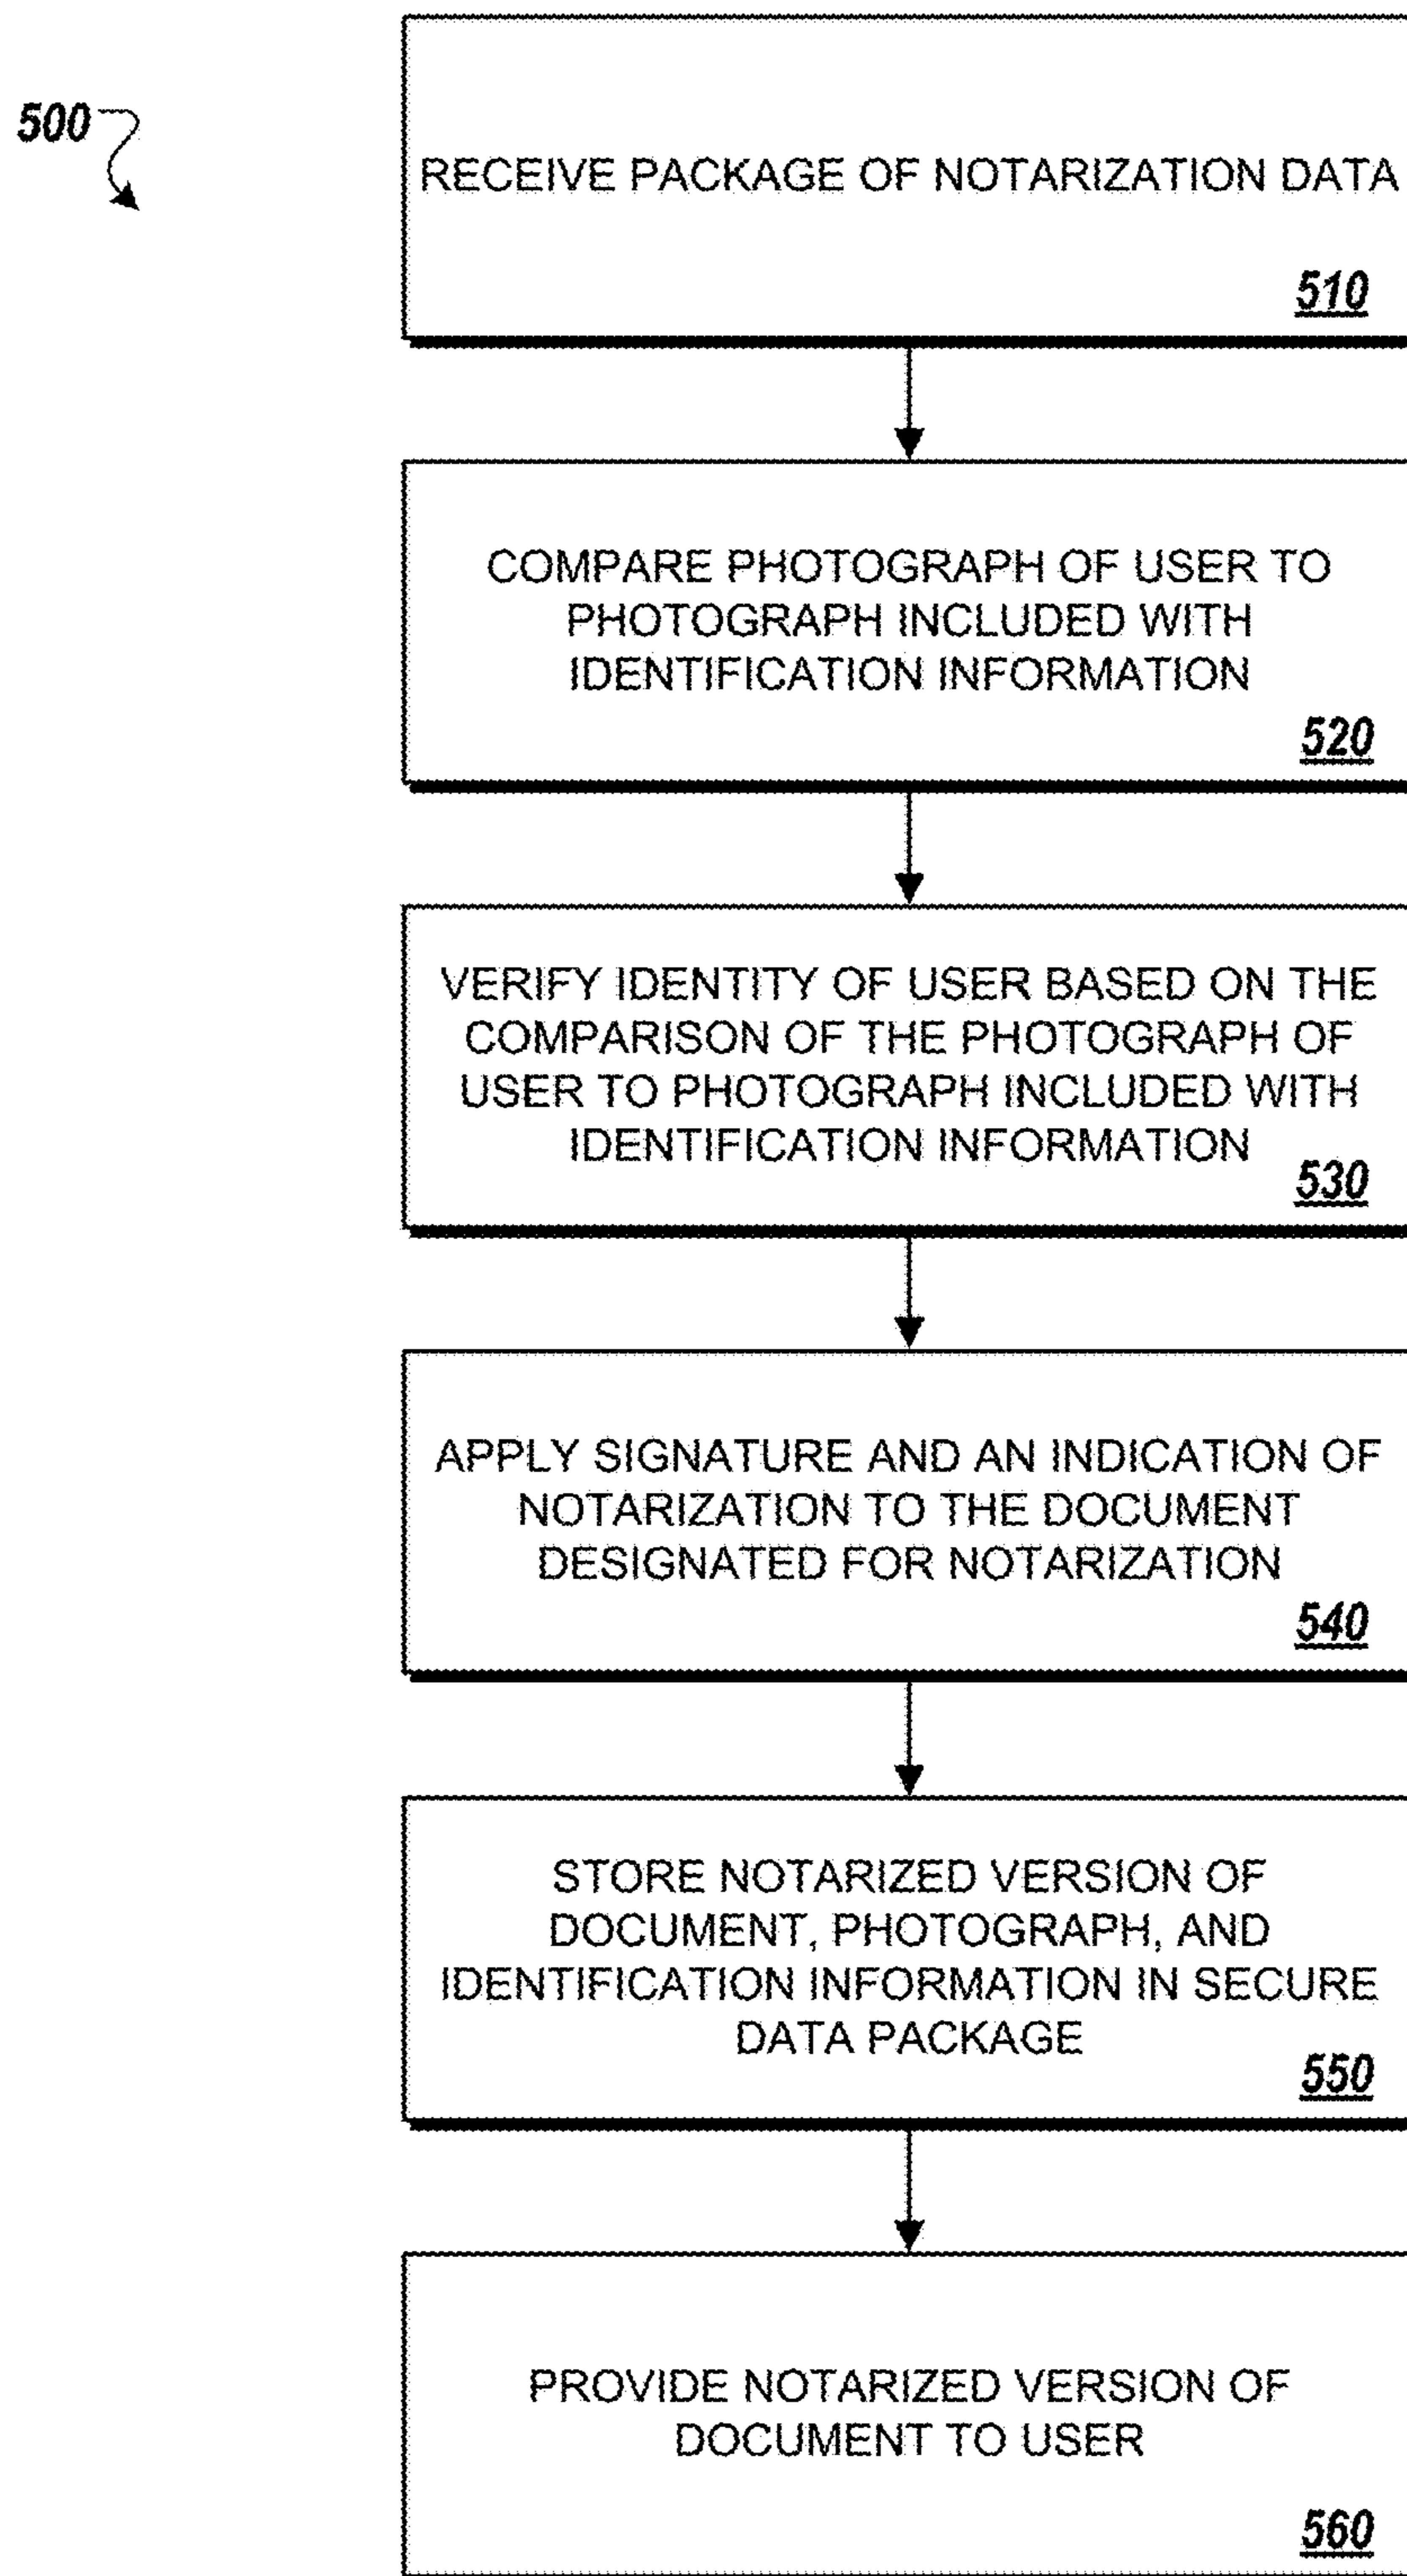 500
RECEIVE PACKAGE OF NOTARIZATION DATA
510
COMPARE PHOTOGRAPH OF USER TO
PHOTOGRAPH INCLUDED WITH
IDENTIFICATION INFORMATION
520
VERIFY IDENTITY OF USER BASED ON THE
COMPARISON OF THE PHOTOGRAPH OF
USER TO PHOTOGRAPH INCLUDED WITH
IDENTIFICATION INFORMATION
530
APPLY SIGNATURE AND AN INDICATION OF
NOTARIZATION TO THE DOCUMENT
DESIGNATED FOR NOTARIZATION
540
STORE NOTARIZED VERSION OF
DOCUMENT, PHOTOGRAPH, AND
IDENTIFICATION INFORMATION IN SECURE
DATA PACKAGE
550
PROVIDE NOTARIZED VERSION OF
DOCUMENT TO USER
560